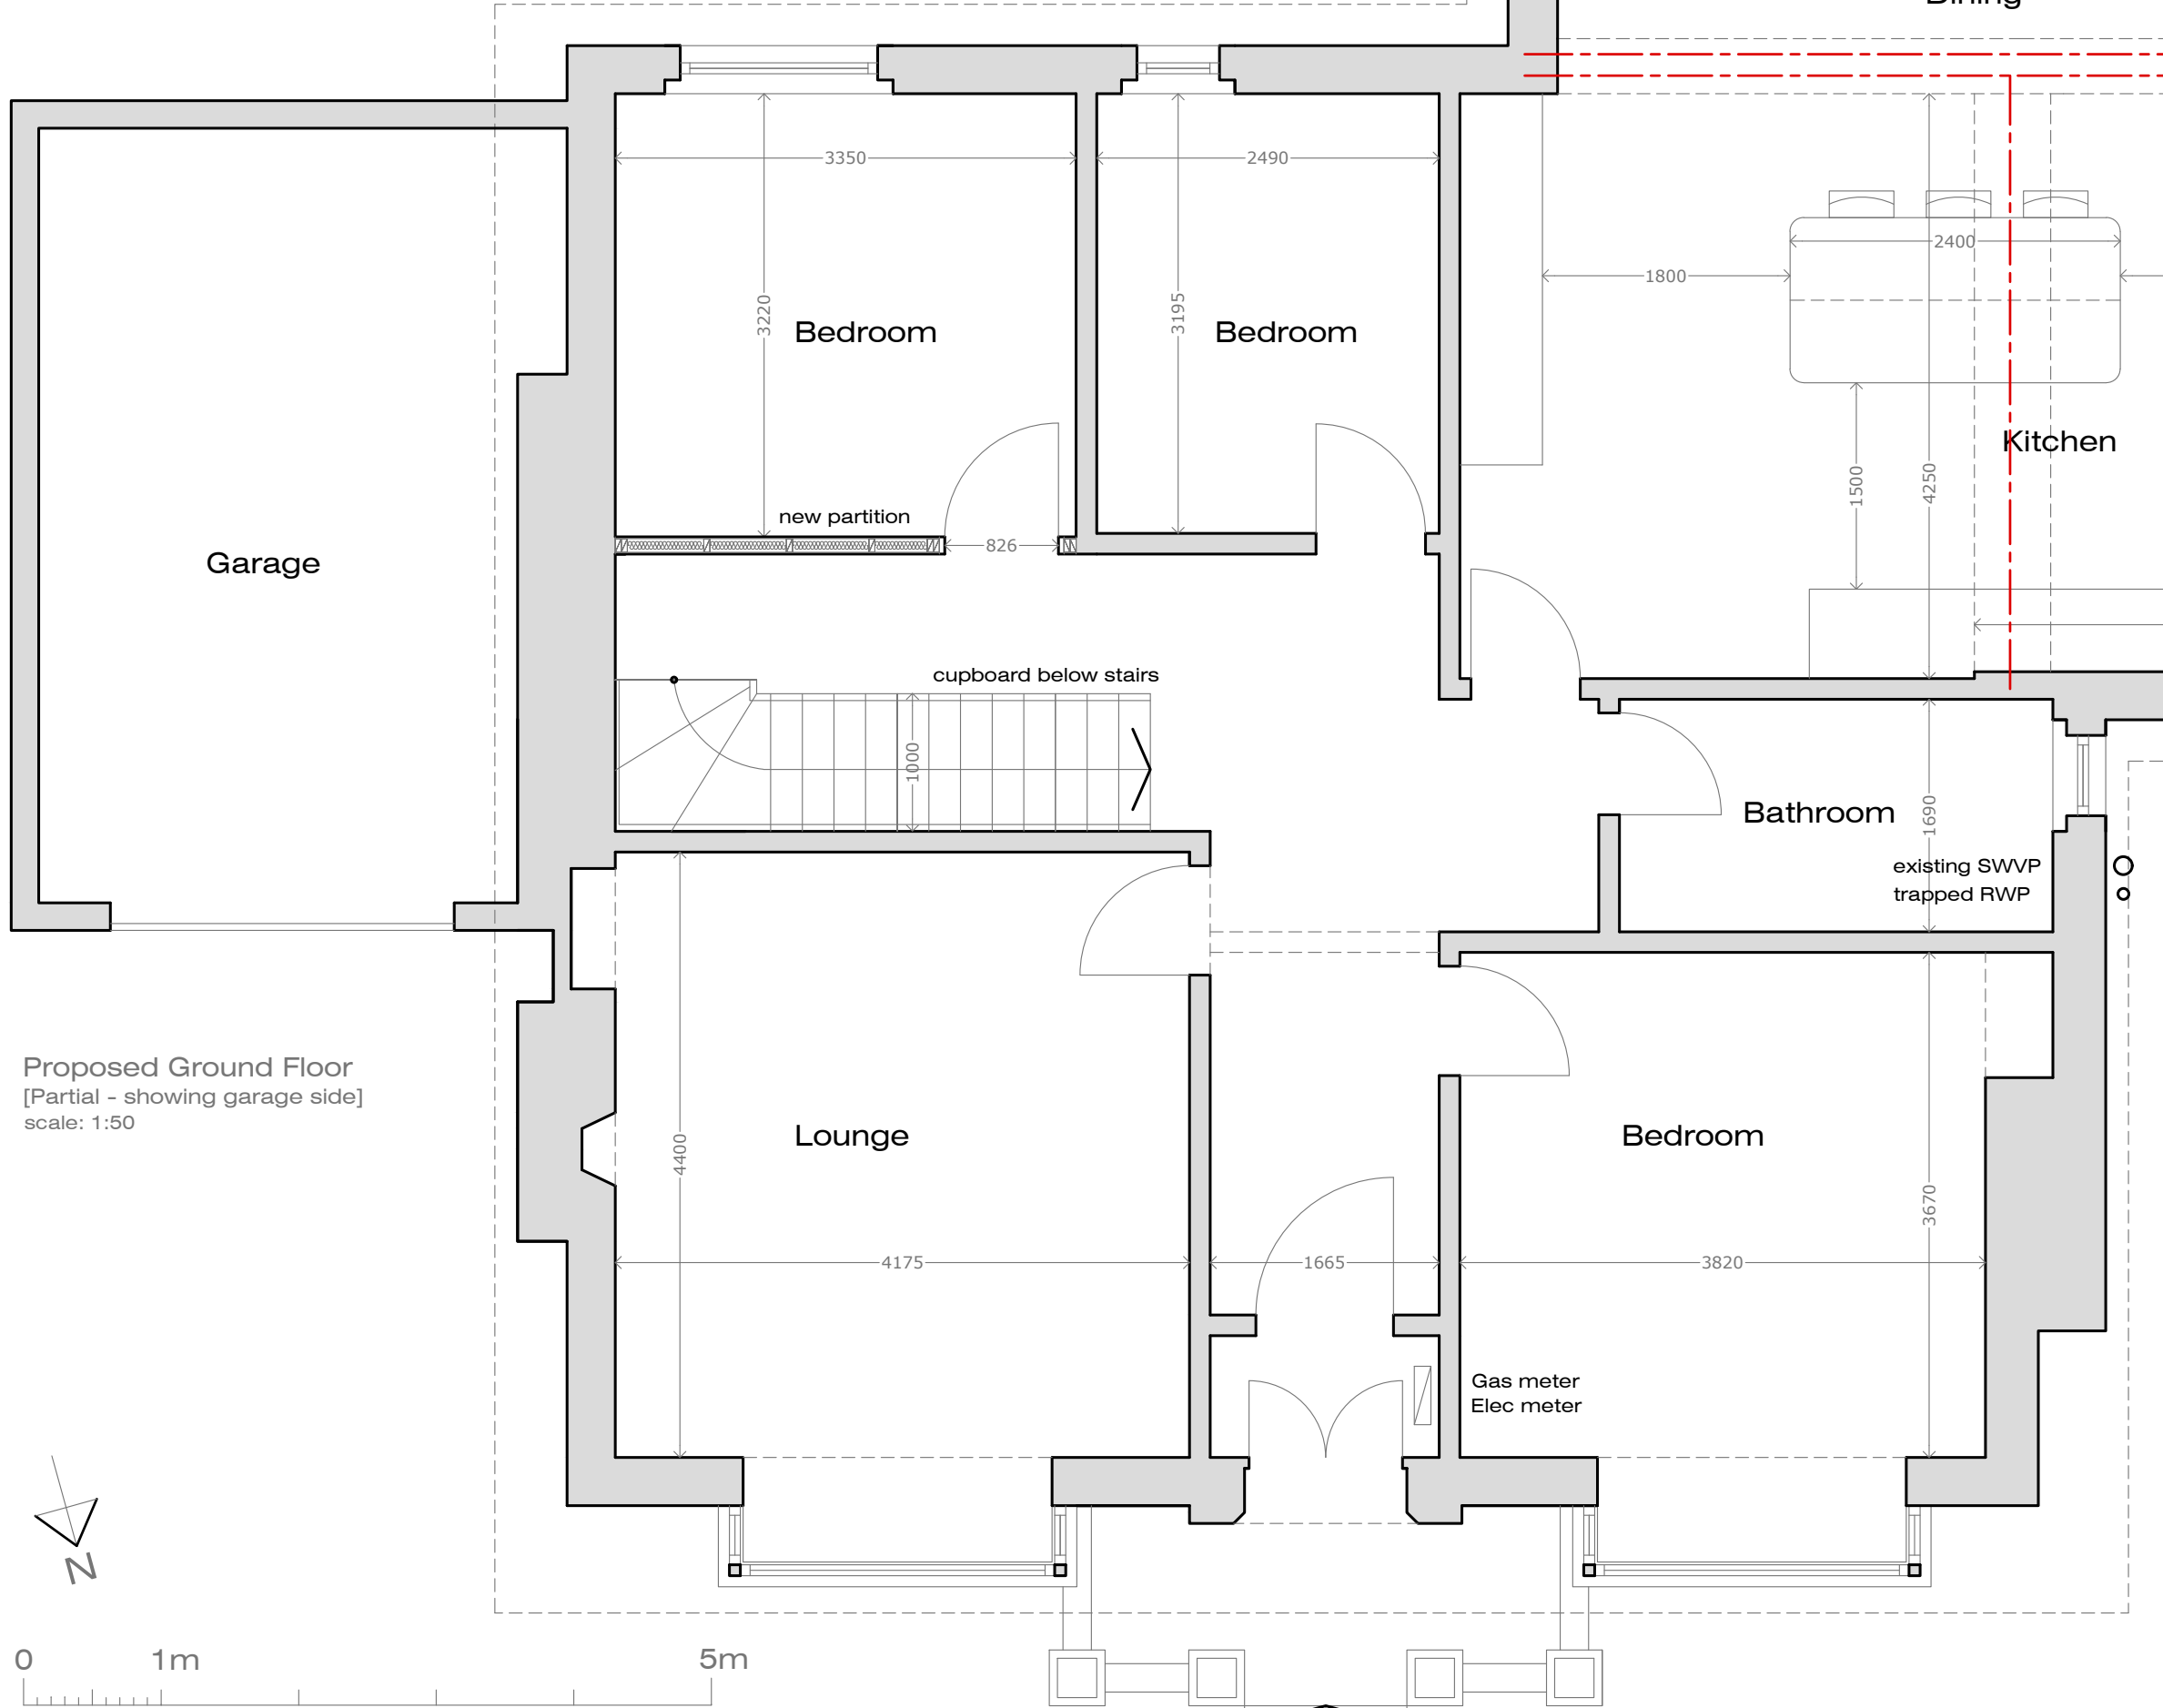 Dining
3350
2490
2400
1800
3220
3195
Bedroom
Bedroom
Kitchen
1500
4250
new partition
826
Garage
cupboard below stairs
1000
Bathroom
1690
existing SWVP
trapped RWP
Proposed Ground Floor
[Partial - showing garage side]
scale: 1:50
Lounge
4400
Bedroom
3670
4175
1665
3820
Gas meter
Elec meter
N
0 1m 5m